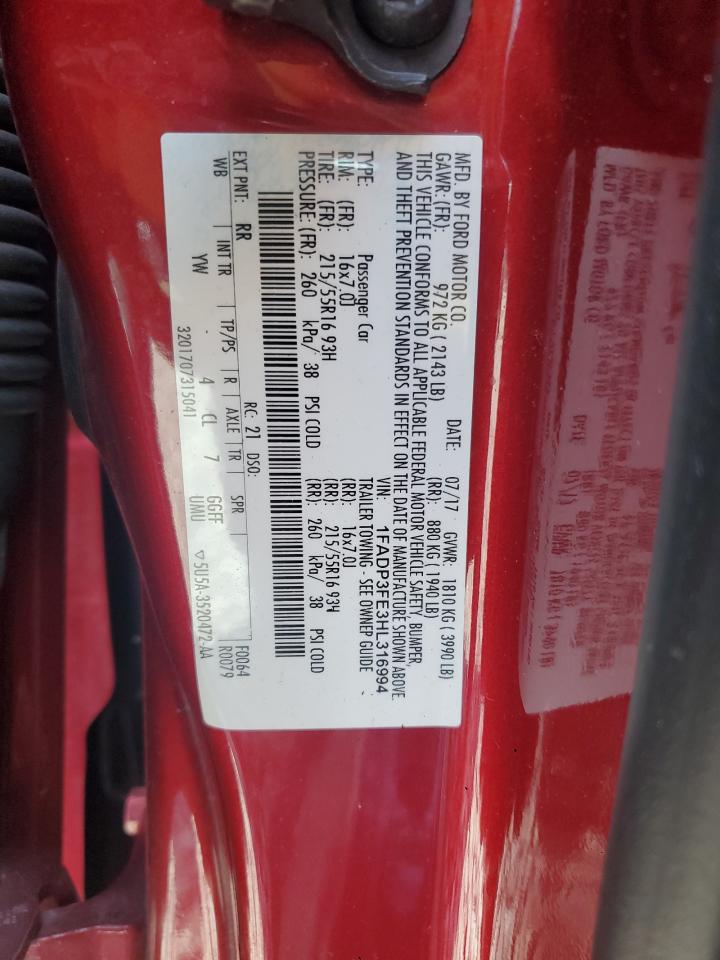 MFD. BY FORD MOTOR CO.
DATE: 07/17 GVWR: 1810 KG ( 3990 LB)
GAWR: (FR): 972 KG ( 2143 LB) (RR): 880 KG ( 1940 LB)
THIS VEHICLE CONFORMS TO ALL APPLICABLE FEDERAL MOTOR VEHICLE SAFETY, BUMPER,
AND THEFT PREVENTION STANDARDS IN EFFECT ON THE DATE OF MANUFACTURE SHOWN ABOVE.
VIN: 1FADP3FE3HL316994
TYPE: Passenger Car TRAILER TOWING - SEE OWNER GUIDE
RIM: (FR): 16x7.0J (RR): 16x7.0J
TIRE: (FR): 215/55R16 93H (RR): 215/55R16 93H
PRESSURE: (FR): 260 kPa/ 38 PSI COLD (RR): 260 kPa/ 38 PSI COLD
RC: 21 DSO: F0064
EXT PNT: RR R0079
WB INT TR TP/PS R AXLE TR SPR
YW 4 CL 7 GGFF UMU
3201707315041 ▽ 5U5A-3520472-AA